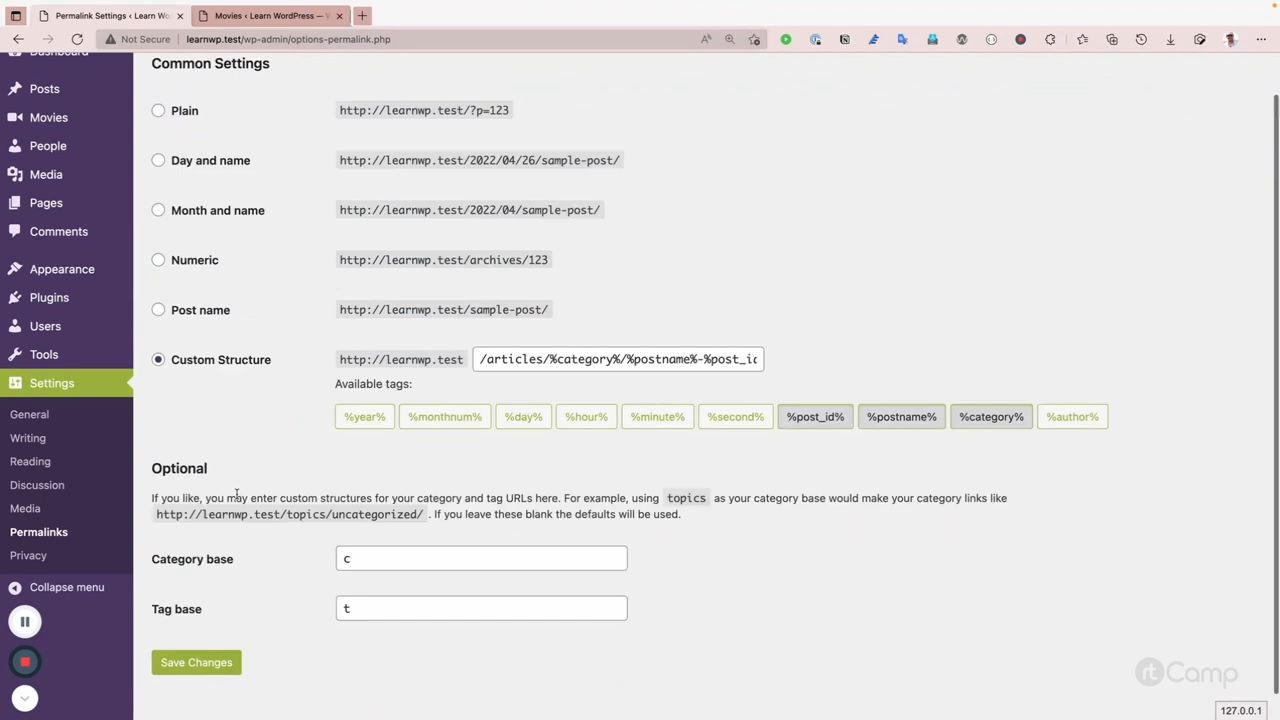 Permalink Settings ‹ Learn Wo
Movies ‹ Learn WordPress — W
Not Secure
learnwp.test/wp-admin/options-permalink.php
Dashboard
Posts
Movies
People
Media
Pages
Comments
Appearance
Plugins
Users
Tools
Settings
General
Writing
Reading
Discussion
Media
Permalinks
Privacy
Collapse menu
Common Settings
Plain http://learnwp.test/?p=123
Day and name http://learnwp.test/2022/04/26/sample-post/
Month and name http://learnwp.test/2022/04/sample-post/
Numeric http://learnwp.test/archives/123
Post name http://learnwp.test/sample-post/
Custom Structure http://learnwp.test /articles/%category%/%postname%-%post_id
Available tags:
%year% %monthnum% %day% %hour% %minute% %second% %post_id% %postname% %category% %author%
Optional
If you like, you may enter custom structures for your category and tag URLs here. For example, using topics as your category base would make your category links like
http://learnwp.test/topics/uncategorized/ . If you leave these blank the defaults will be used.
Category base c
Tag base t
Save Changes
rtCamp
127.0.0.1